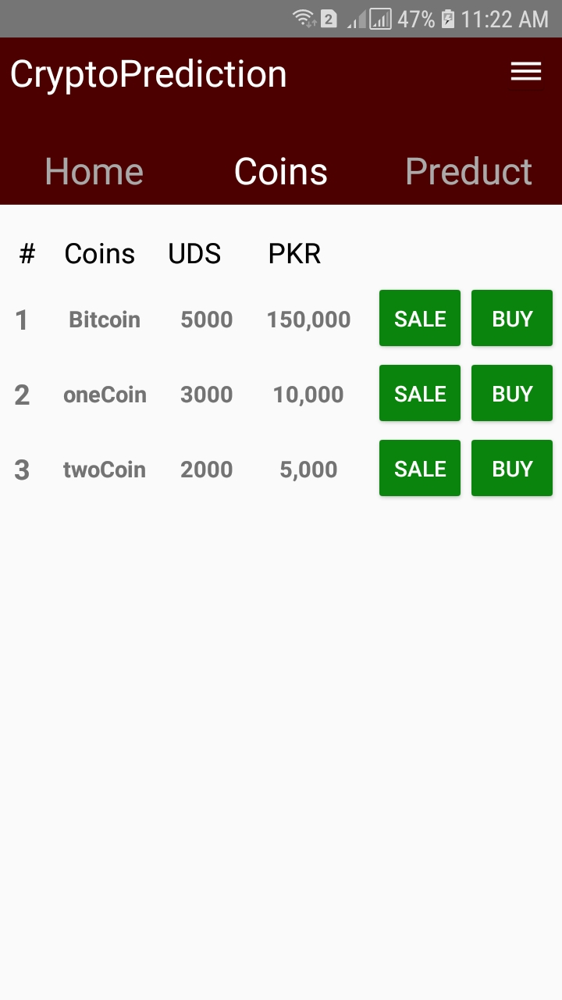 2 47% 11:22 AM
CryptoPrediction
Home Coins Preduct
# Coins UDS PKR
1 Bitcoin 5000 150,000 SALE BUY
2 oneCoin 3000 10,000 SALE BUY
3 twoCoin 2000 5,000 SALE BUY